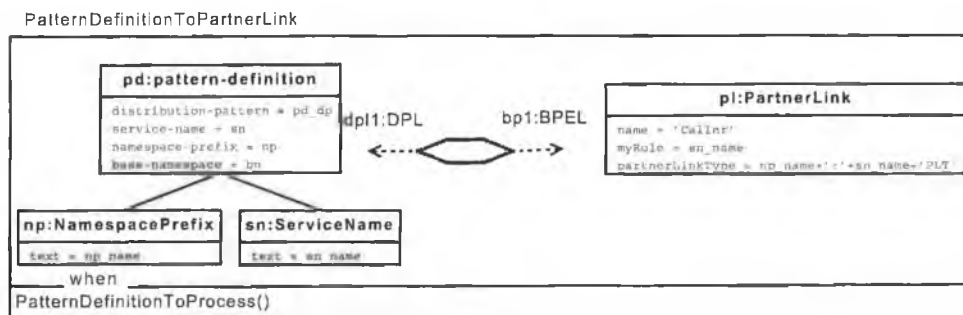 PatternDefinitionToPartnerLink
pd:pattern-definition
distribution-pattern = pd_dp
service-name = sn
namespace-prefix = np
base-namespace = bn
dpl1:DPL
bp1:BPEL
pl:PartnerLink
name = 'Caller'
myRole = sn_name
partnerLinkType = np_name+':'+sn_name+'PLT'
np:NamespacePrefix
text = np_name
sn:ServiceName
text = sn_name
when
PatternDefinitionToProcess()